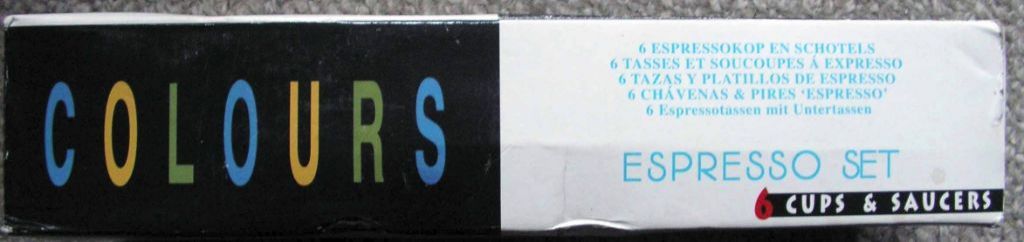 COLOURS
6 ESPRESSOKOP EN SCHOTELS
6 TASSES ET SOUCOUPES Á EXPRESSO
6 TAZAS Y PLATILLOS DE ESPRESSO
6 CHÁVENAS & PIRES ‘ESPRESSO’
6 Espressotassen mit Untertassen
ESPRESSO SET
6 CUPS & SAUCERS